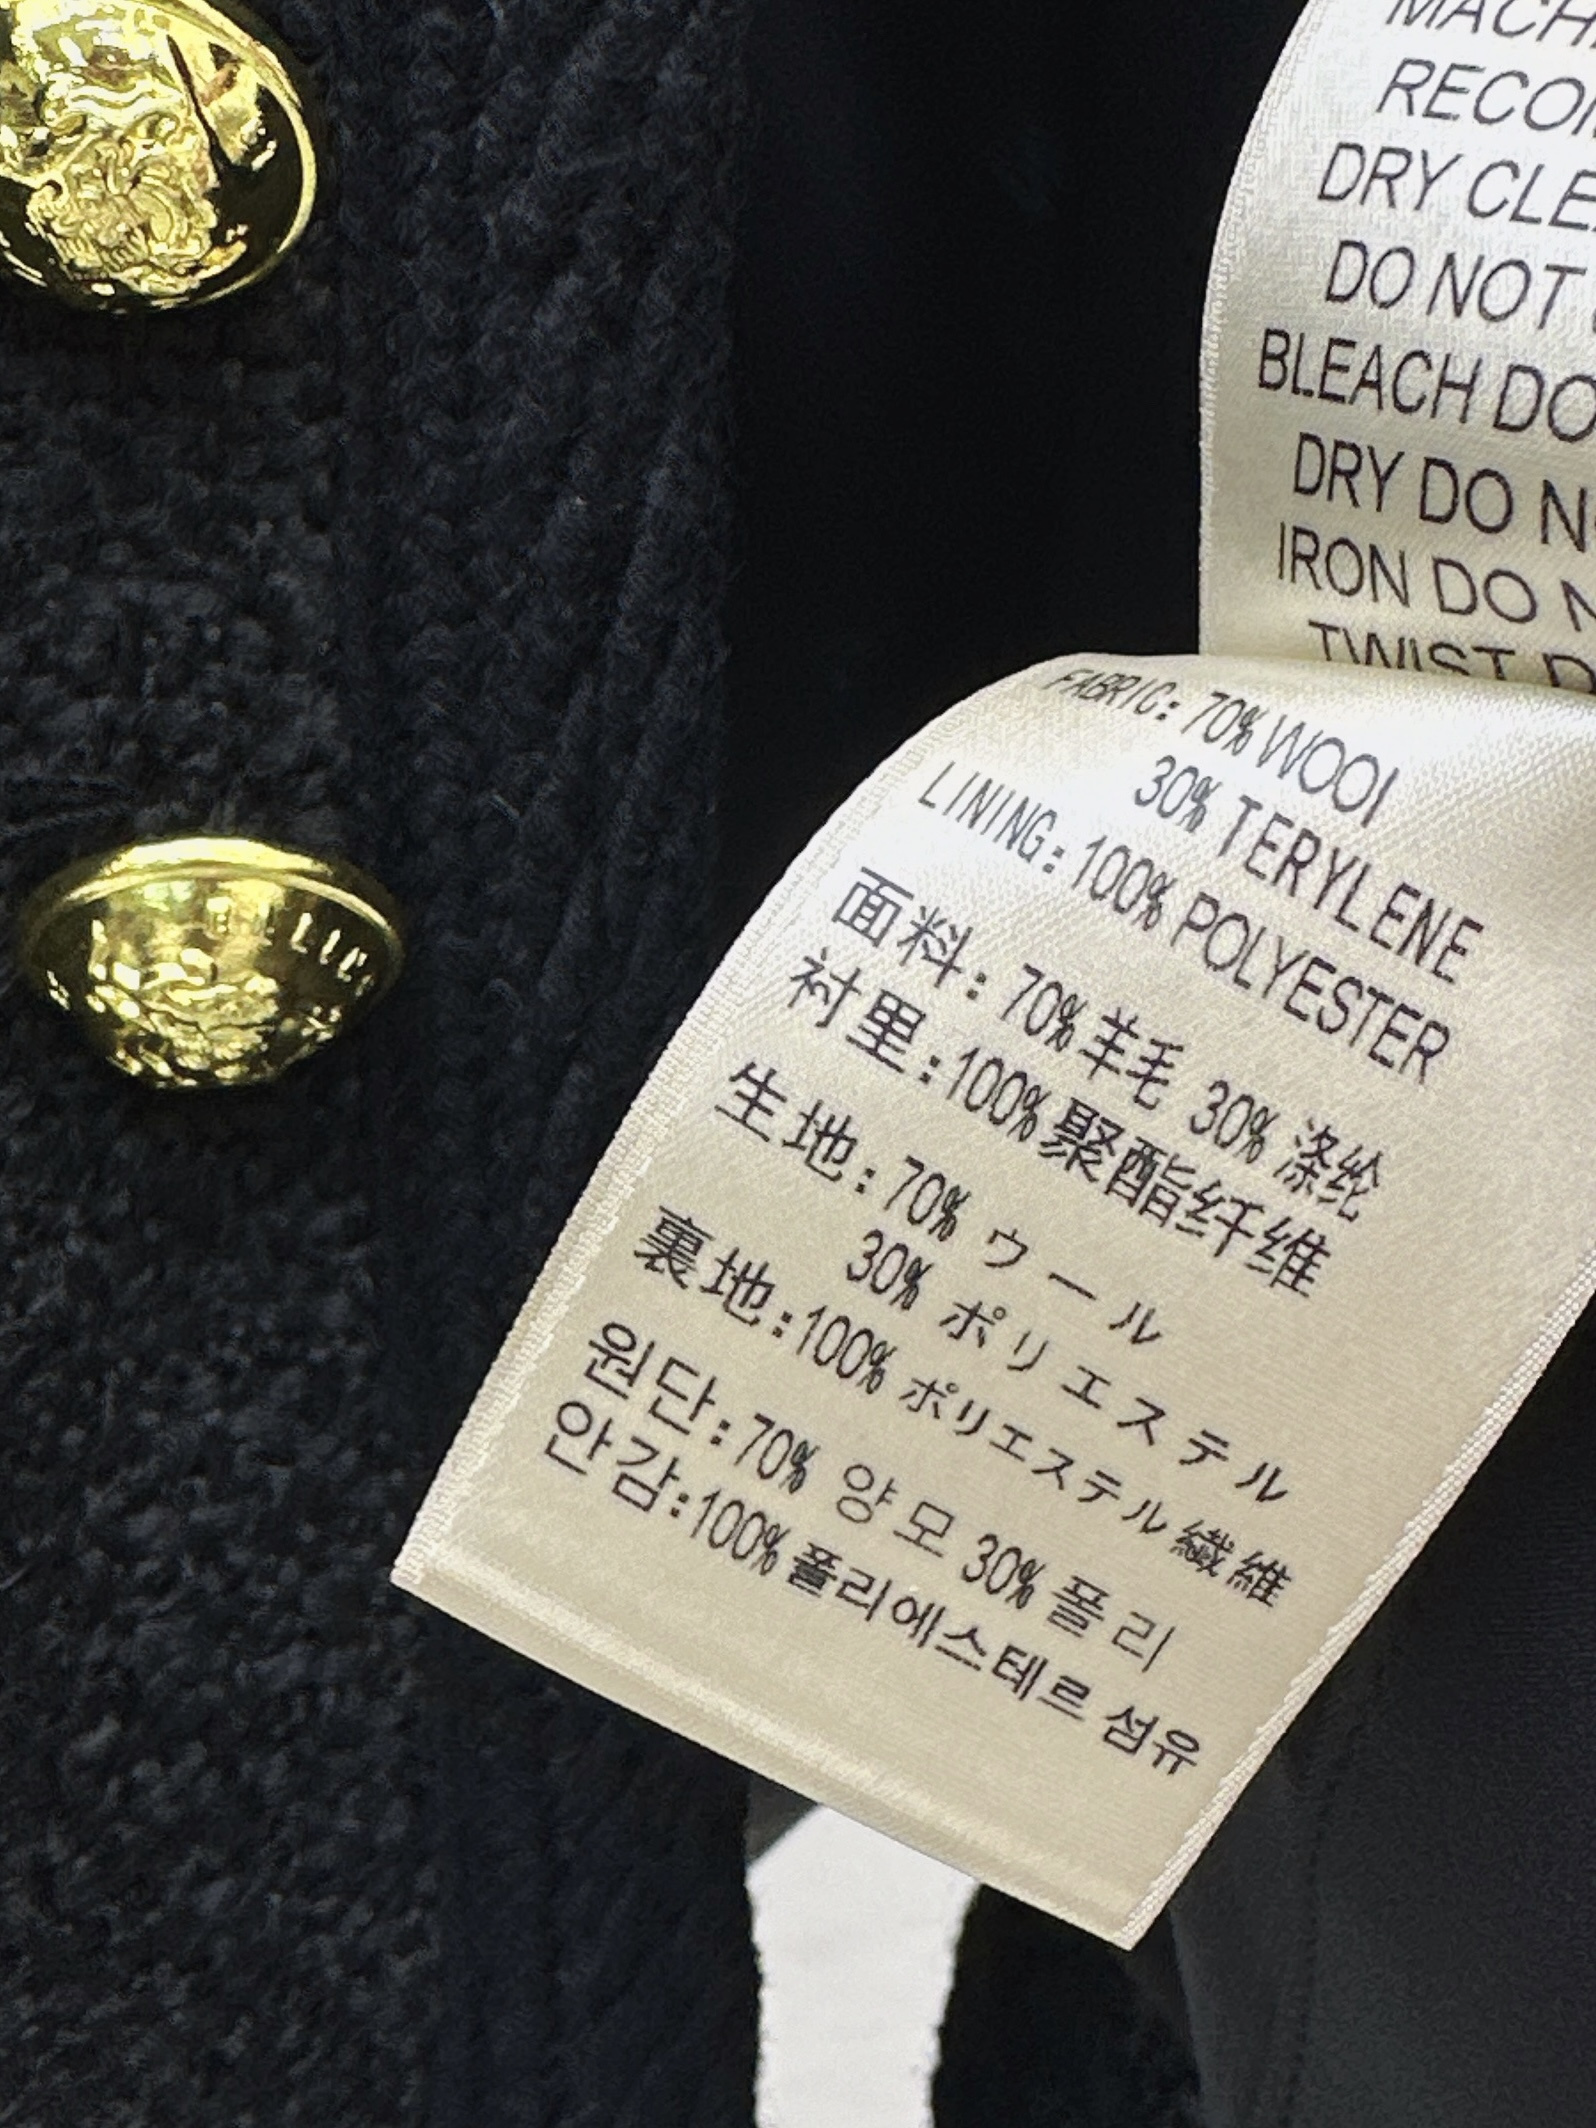 RECO
DRY CLE
DO NOT
BLEACH DO
DRY DO N
IRON DO N
TWIST D
FABRIC: 70% WOOl
30% TERYLENE
LINING: 100% POLYESTER
面料: 70% 羊毛 30% 涤纶
衬里: 100% 聚酯纤维
生地: 70% ウール
30% ポリエステル
裏地: 100% ポリエステル繊維
원단: 70% 양모 30% 폴리
안감: 100% 폴리에스테르 섬유